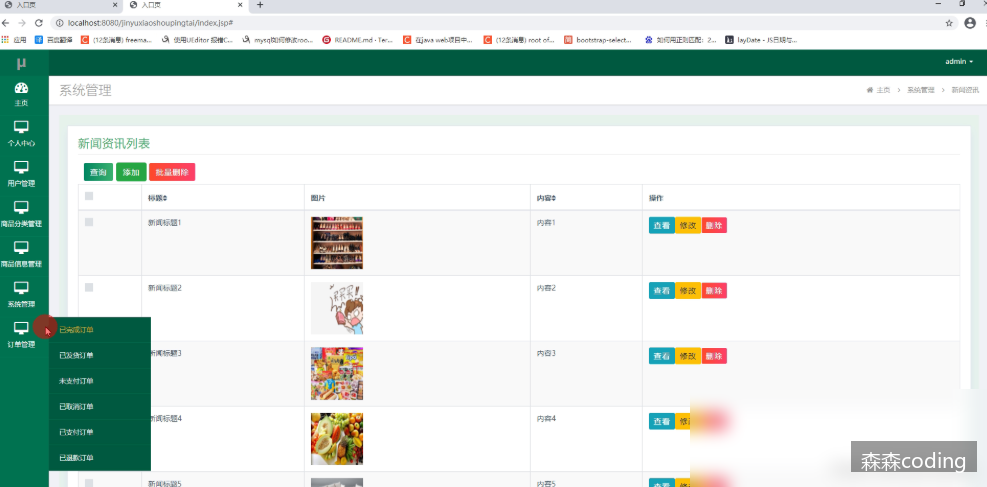 入口页
入口页
localhost:8080/jinyuxiaoshoupingtai/index.jsp#
应用
百度翻译
(12条消息) freema...
使用UEditor 报错C...
mysql如何修改roo...
README.md · Ter...
在java web项目中...
(12条消息) root of...
bootstrap-select...
如何用正则匹配: 2...
layDate - JS日期与...
μ
admin
主页
系统管理
主页 > 系统管理 > 新闻资讯
个人中心
用户管理
商品分类管理
商品信息管理
系统管理
订单管理
已完成订单
已发货订单
未支付订单
已取消订单
已支付订单
已退款订单
新闻资讯列表
查询 添加 批量删除
标题 图片 内容 操作
新闻标题1 内容1 查看 修改 删除
新闻标题2 内容2 查看 修改 删除
新闻标题3 内容3 查看 修改 删除
新闻标题4 内容4 查看
新闻标题5 内容5 查看
森森coding